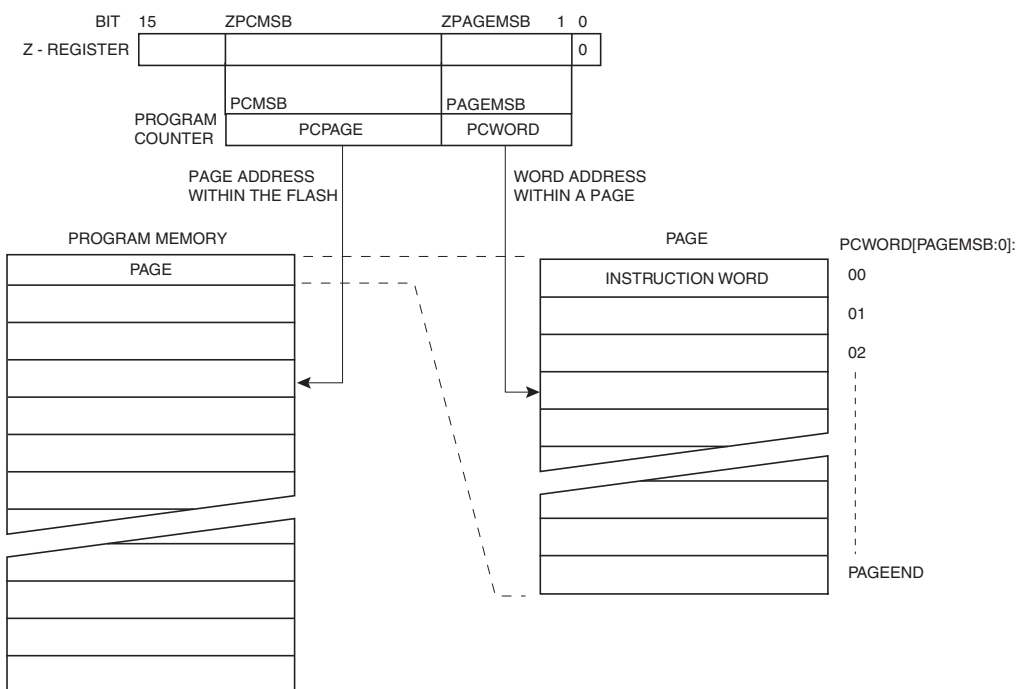 BIT 15 ZPCMSB ZPAGEMSB 1 0
Z - REGISTER 0
PCMSB PAGEMSB
PROGRAM
COUNTER
PCPAGE PCWORD
PAGE ADDRESS
WITHIN THE FLASH
WORD ADDRESS
WITHIN A PAGE
PROGRAM MEMORY
PAGE
PAGE
PCWORD[PAGEMSB:0]:
INSTRUCTION WORD
00
01
02
PAGEEND